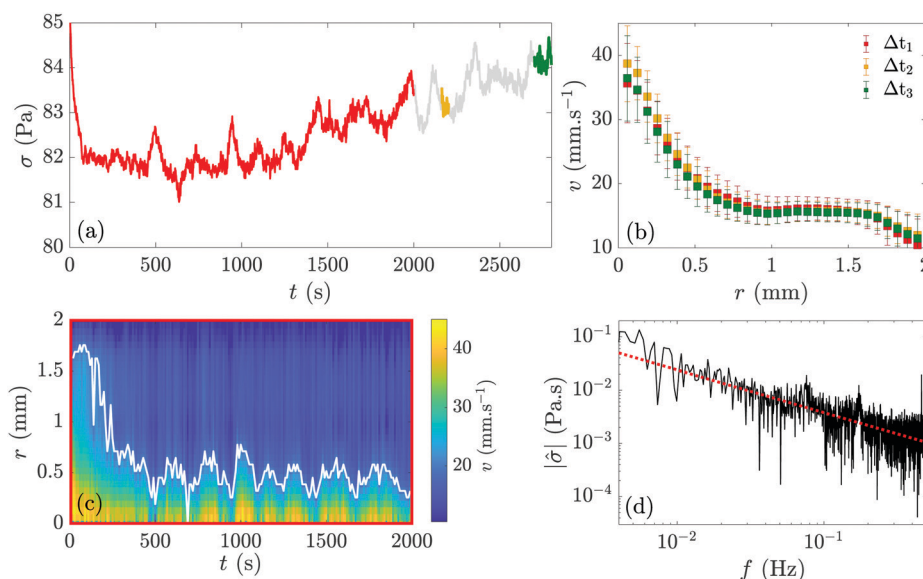 85
84
83
82
81
80
σ (Pa)
(a)
0 500 1000 1500 2000 2500
t (s)
40
30
20
10
v (mm.s⁻¹)
Δt₁
Δt₂
Δt₃
(b)
0 0.5 1 1.5 2
r (mm)
2
1.5
1
0.5
0
r (mm)
(c)
0 500 1000 1500 2000
t (s)
40
30
20
v (mm.s⁻¹)
10⁻¹
10⁻²
10⁻³
10⁻⁴
|σ̂| (Pa.s)
(d)
10⁻² 10⁻¹
f (Hz)